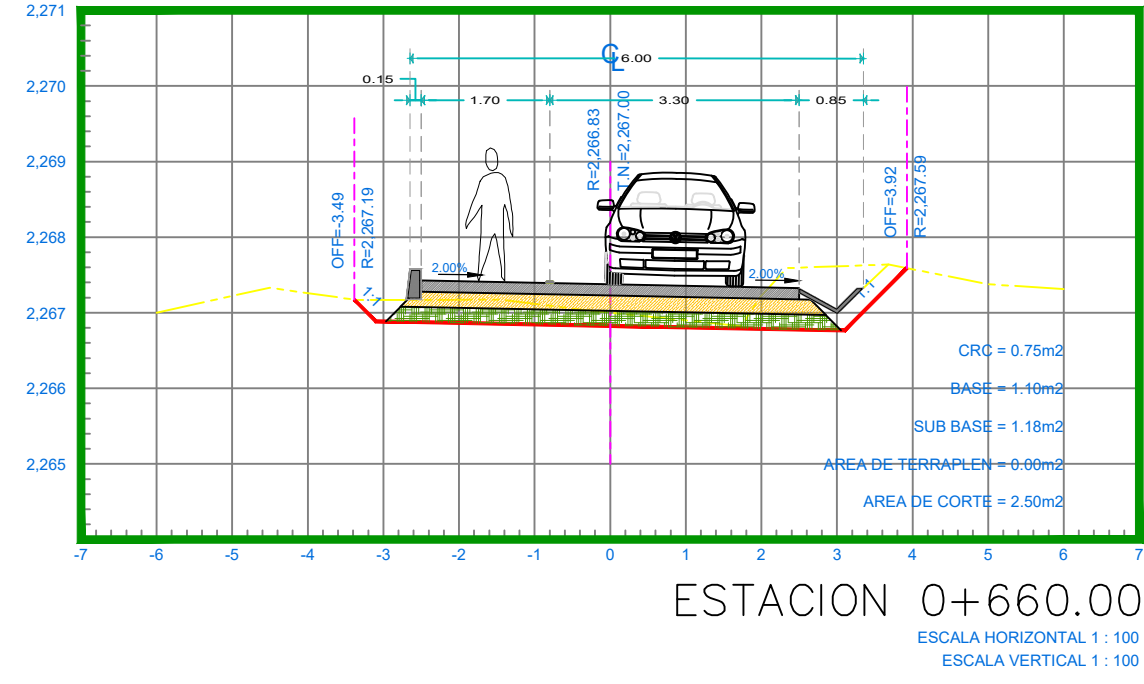 2,271
2,270
2,269
2,268
2,267
2,266
2,265
CL
6.00
0.15
1.70
3.30
0.85
R=2,266.83
T.N.=2,267.00
OFF=-3.49
R=2,267.19
OFF=3.92
R=2,267.59
2.00%
2.00%
1:1
1:1
CRC = 0.75m2
BASE = 1.10m2
SUB BASE = 1.18m2
AREA DE TERRAPLEN = 0.00m2
AREA DE CORTE = 2.50m2
-7 -6 -5 -4 -3 -2 -1 0 1 2 3 4 5 6 7
ESTACION 0+660.00
ESCALA HORIZONTAL 1 : 100
ESCALA VERTICAL 1 : 100